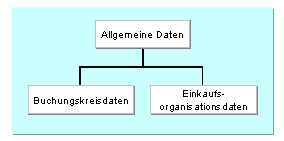 Allgemeine Daten
Buchungskreisdaten
Einkaufs-
organisationsdaten